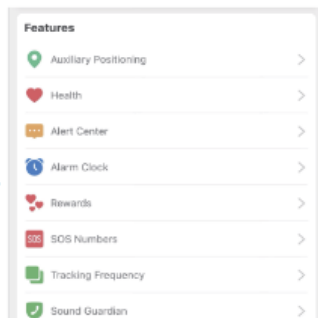 Features
Auxiliary Positioning
Health
Alert Center
Alarm Clock
Rewards
SOS SOS Numbers
Tracking Frequency
Sound Guardian